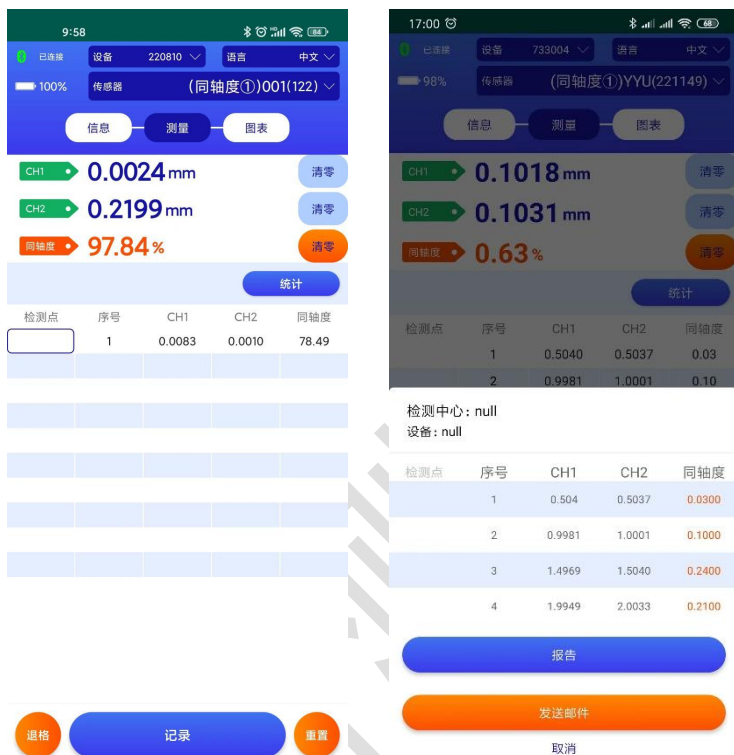 9:58
84
已连接 设备 220810 语言 中文
100% 传感器 (同轴度①)001(122)
信息 测量 图表
CH1 0.0024 mm 清零
CH2 0.2199 mm 清零
同轴度 97.84 % 清零
统计
检测点 序号 CH1 CH2 同轴度
1 0.0083 0.0010 78.49
退格 记录 重置
17:00
68
已连接 设备 733004 语言 中文
98% 传感器 (同轴度①)YYU(221149)
信息 测量 图表
CH1 0.1018 mm 清零
CH2 0.1031 mm 清零
同轴度 0.63 % 清零
统计
检测点 序号 CH1 CH2 同轴度
1 0.5040 0.5037 0.03
2 0.9981 1.0001 0.10
检测中心: null
设备: null
检测点 序号 CH1 CH2 同轴度
1 0.504 0.5037 0.0300
2 0.9981 1.0001 0.1000
3 1.4969 1.5040 0.2400
4 1.9949 2.0033 0.2100
报告
发送邮件
取消